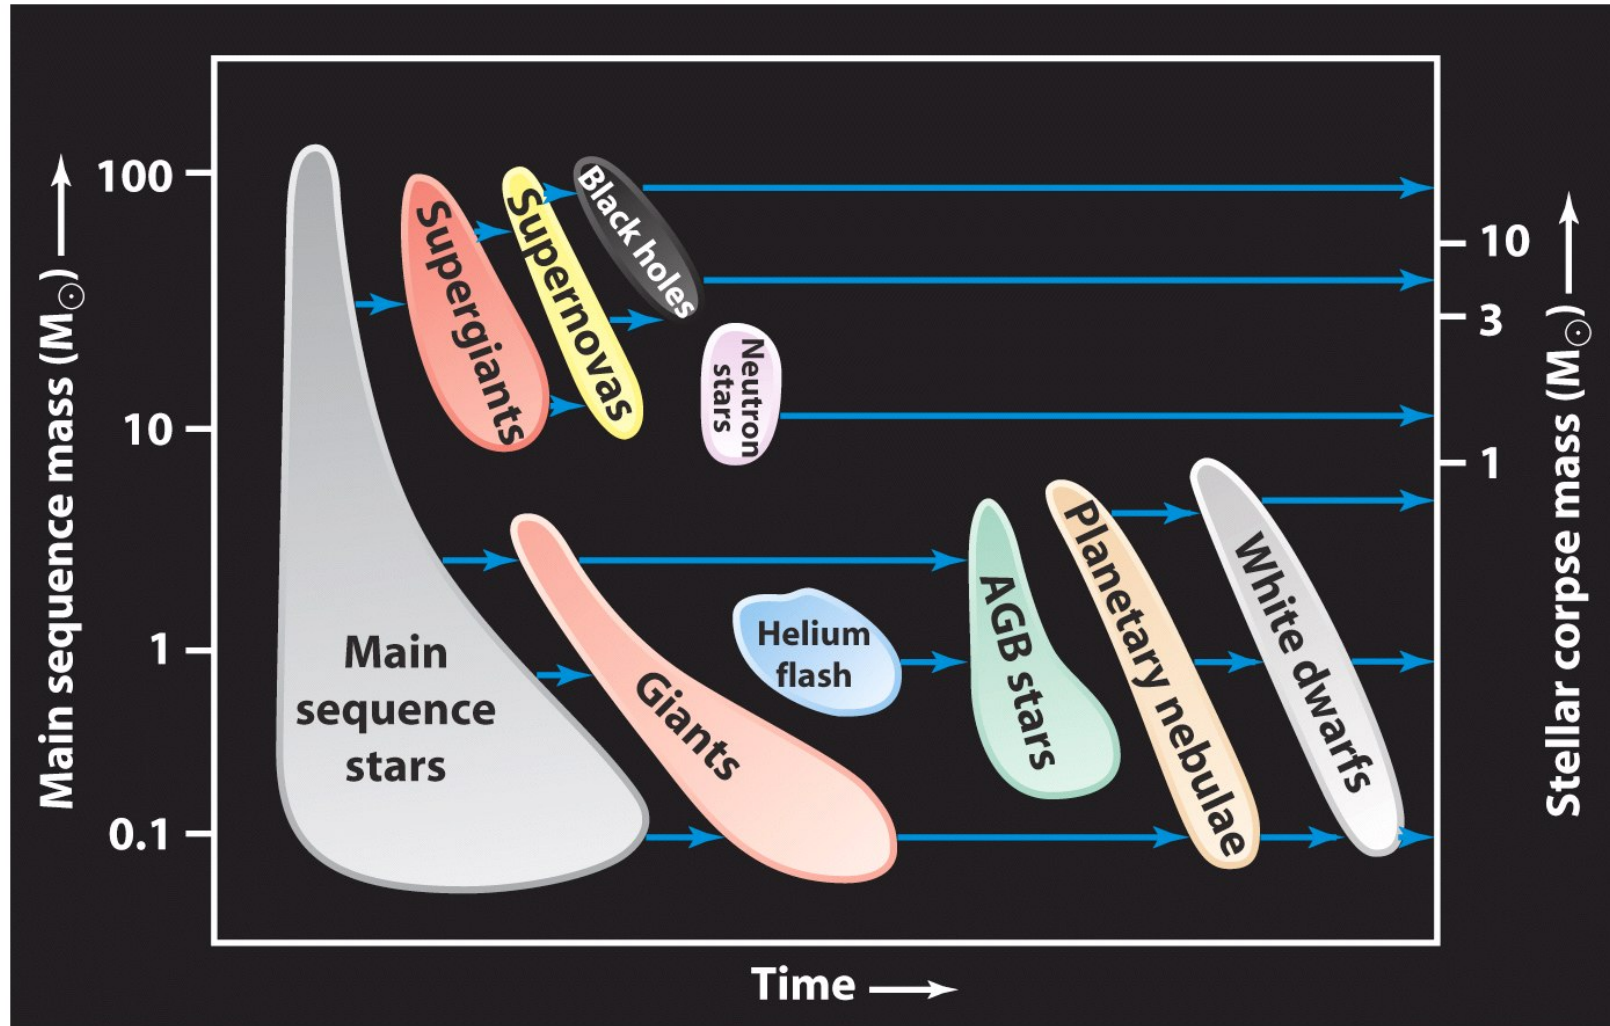 Main sequence mass (M☉)
100
10
1
0.1
Supergiants
Supernovas
Black holes
Neutron
stars
Main
sequence
stars
Giants
Helium
flash
AGB stars
Planetary nebulae
White dwarfs
10
3
1
Stellar corpse mass (M☉)
Time